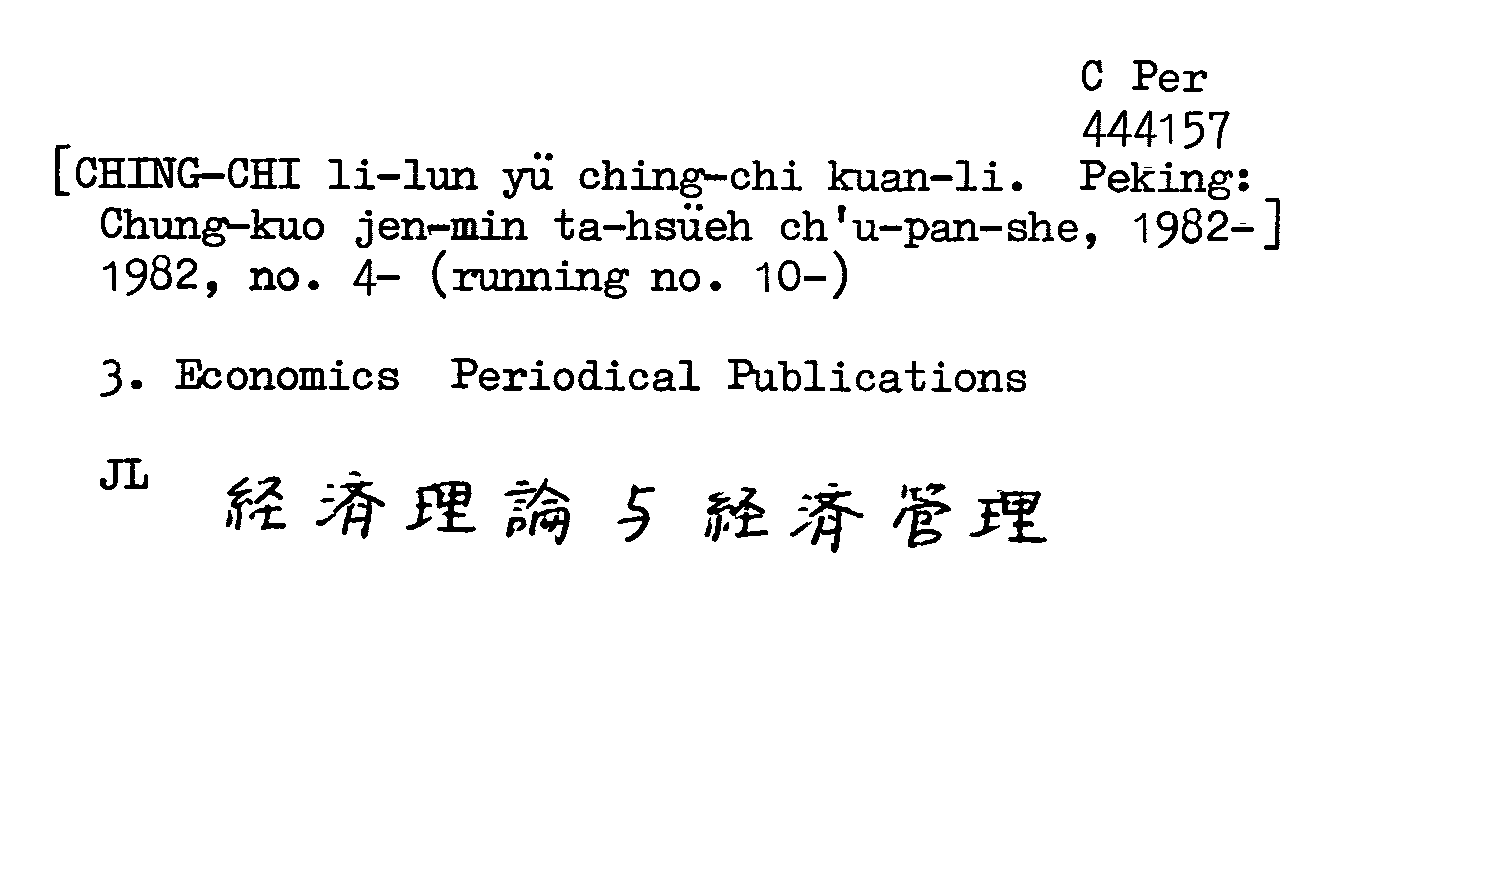 C Per
444157
[CHING-CHI li-lun yü ching-chi kuan-li. Peking:
Chung-kuo jen-min ta-hsüeh ch'u-pan-she, 1982-]
1982, no. 4- (running no. 10-)
3. Economics Periodical Publications
JL
経済理論与経済管理